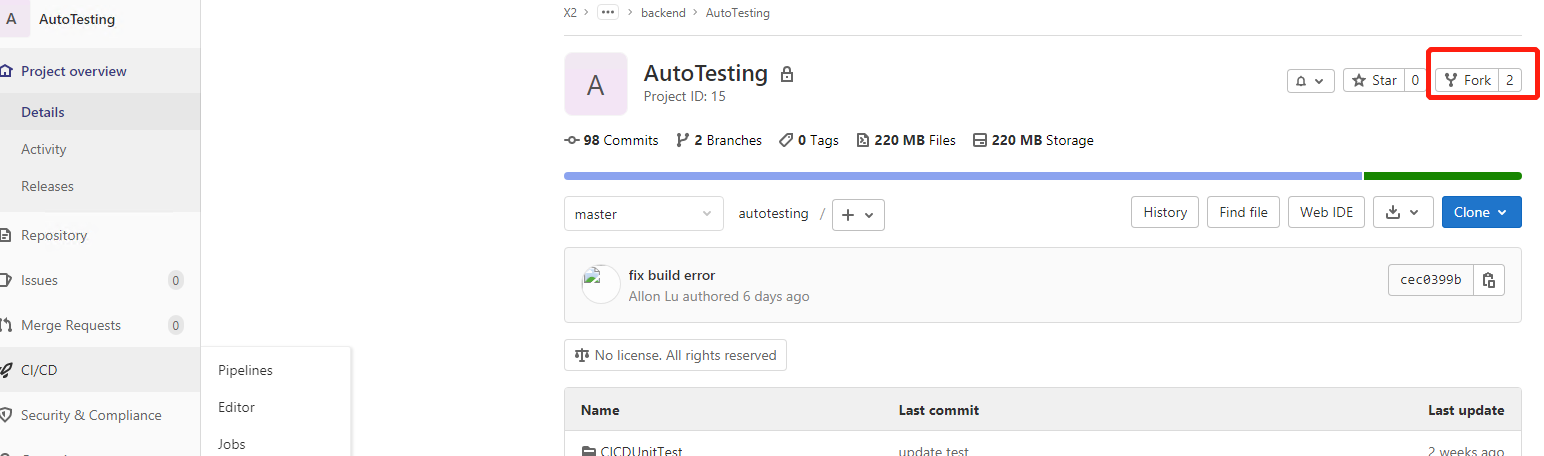 A AutoTesting
Project overview
Details
Activity
Releases
Repository
Issues 0
Merge Requests 0
CI/CD
Security & Compliance
Pipelines
Editor
Jobs
X2 > ••• > backend > AutoTesting
A
AutoTesting
Project ID: 15
Star 0
Fork 2
98 Commits 2 Branches 0 Tags 220 MB Files 220 MB Storage
master autotesting / + History Find file Web IDE Clone
fix build error
Allon Lu authored 6 days ago
cec0399b
No license. All rights reserved
Name Last commit Last update
CICDUnitTest update test 2 weeks ago